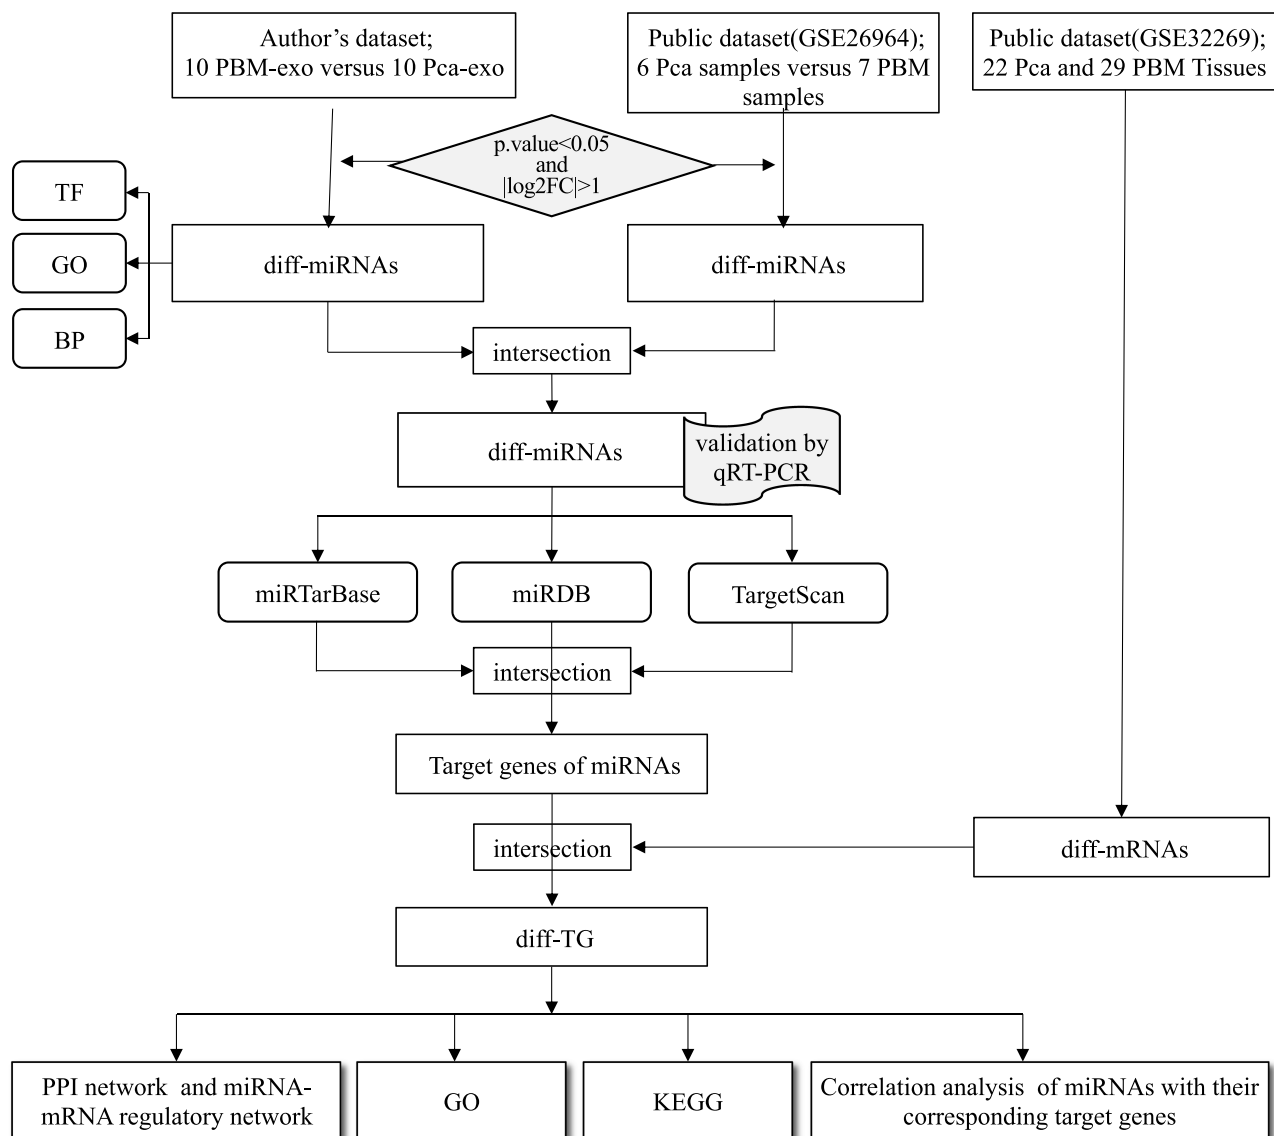 Author’s dataset;
10 PBM-exo versus 10 Pca-exo
Public dataset(GSE26964);
6 Pca samples versus 7 PBM
samples
Public dataset(GSE32269);
22 Pca and 29 PBM Tissues
p.value<0.05
and
|log2FC|>1
TF
GO
BP
diff-miRNAs
diff-miRNAs
intersection
diff-miRNAs
validation by
qRT-PCR
miRTarBase
miRDB
TargetScan
intersection
Target genes of miRNAs
intersection
diff-mRNAs
diff-TG
PPI network and miRNA-
mRNA regulatory network
GO
KEGG
Correlation analysis of miRNAs with their
corresponding target genes